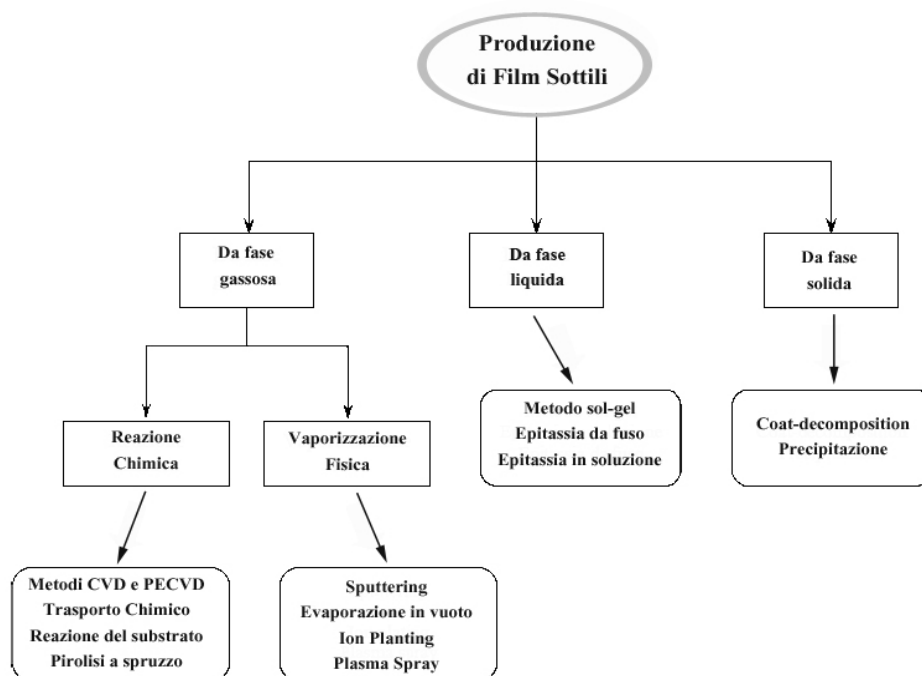 Produzione
di Film Sottili
Da fase
gassosa
Da fase
liquida
Da fase
solida
Reazione
Chimica
Vaporizzazione
Fisica
Metodo sol-gel
Epitassia da fuso
Epitassia in soluzione
Coat-decomposition
Precipitazione
Metodi CVD e PECVD
Trasporto Chimico
Reazione del substrato
Pirolisi a spruzzo
Sputtering
Evaporazione in vuoto
Ion Planting
Plasma Spray